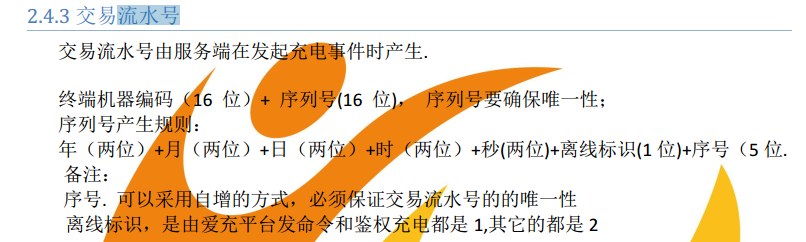 2.4.3 交易流水号
交易流水号由服务端在发起充电事件时产生.
终端机器编码（16 位）+ 序列号(16 位)， 序列号要确保唯一性；
序列号产生规则：
年（两位）+月（两位）+日（两位）+时（两位）+秒(两位)+离线标识(1 位)+序号（5 位.
备注：
序号. 可以采用自增的方式，必须保证交易流水号的的唯一性
离线标识，是由爱充平台发命令和鉴权充电都是 1,其它的都是 2